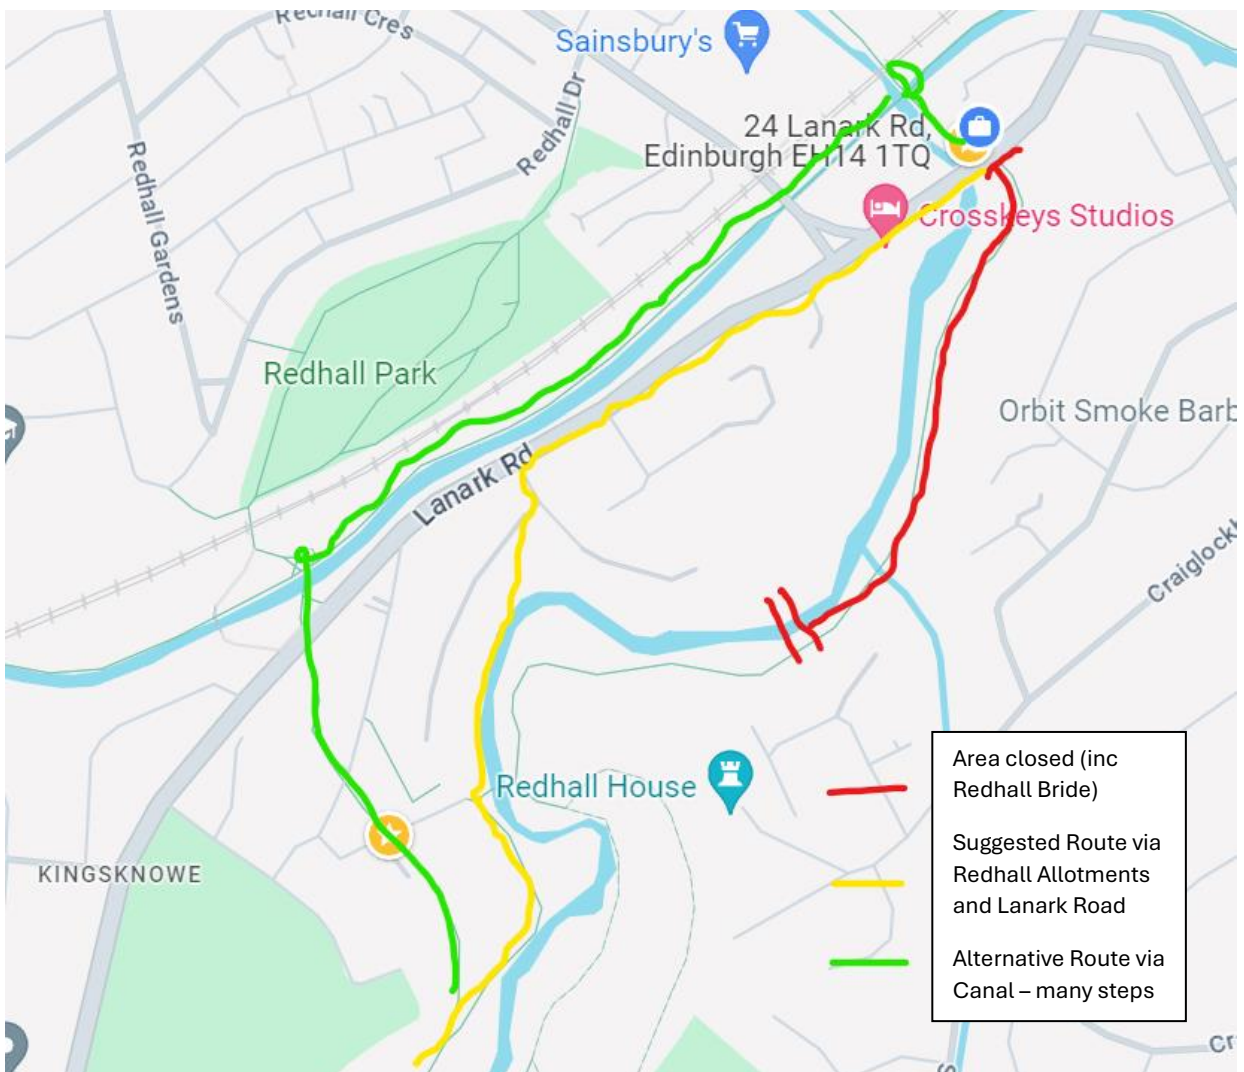 Redhall Cres
Sainsbury's
Redhall Dr
24 Lanark Rd,
Edinburgh EH14 1TQ
Redhall Gardens
Crosskeys Studios
Redhall Park
Orbit Smoke Barb
Lanark Rd
Craiglockh
Redhall House
KINGSKNOWE
Area closed (inc
Redhall Bride)
Suggested Route via
Redhall Allotments
and Lanark Road
Alternative Route via
Canal – many steps
Cr